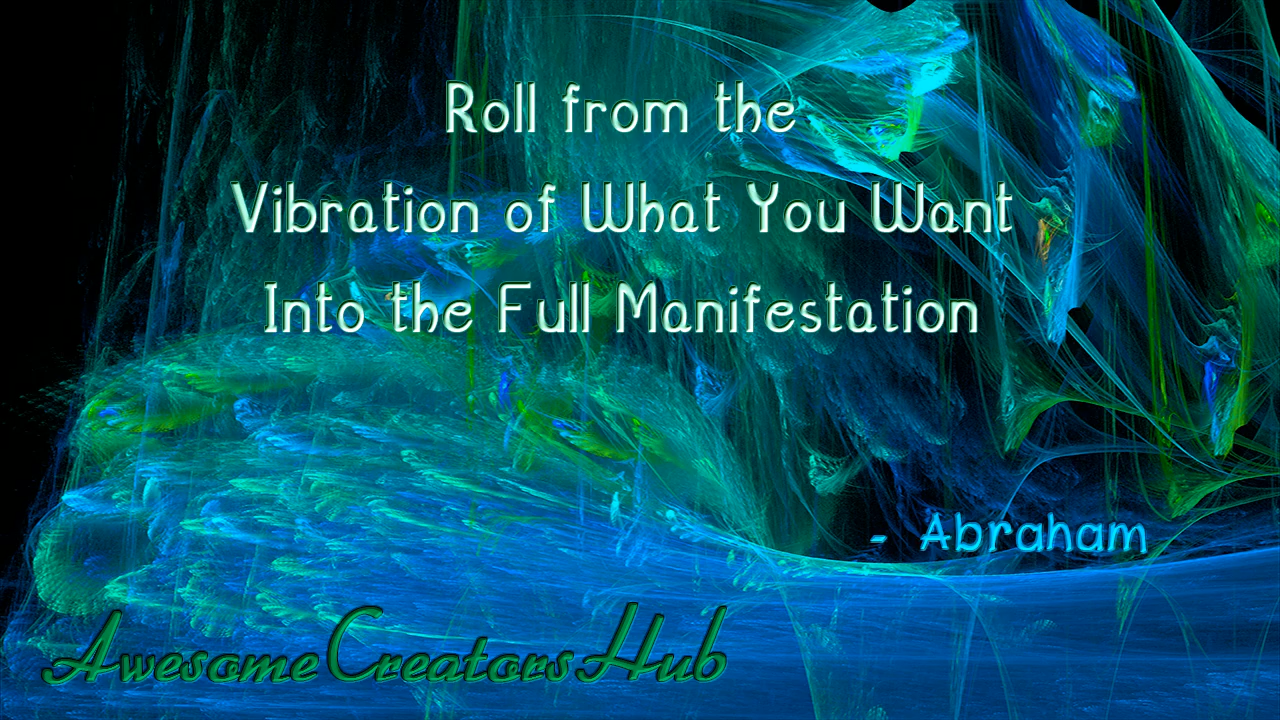 Roll from the
Vibration of What You Want
Into the Full Manifestation
- Abraham
AwesomeCreatorsHub